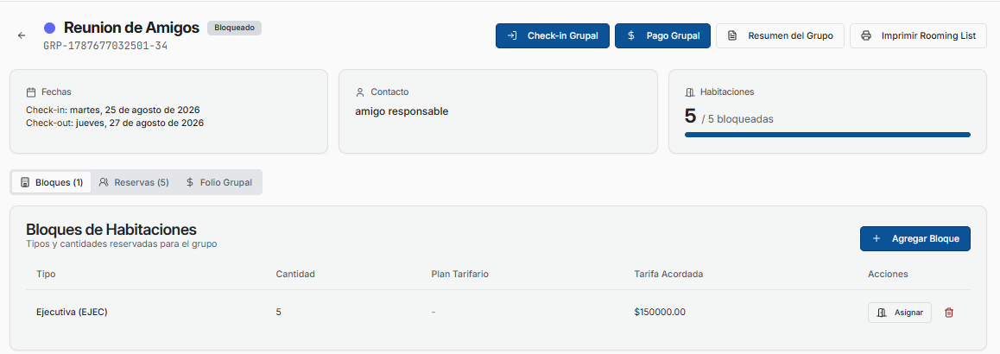 Reunion de Amigos
Bloqueado
GRP-1787677032501-34
Check-in Grupal
Pago Grupal
Resumen del Grupo
Imprimir Rooming List
Fechas
Check-in: martes, 25 de agosto de 2026
Check-out: jueves, 27 de agosto de 2026
Contacto
amigo responsable
Habitaciones
5 / 5 bloqueadas
Bloques (1)
Reservas (5)
Folio Grupal
Bloques de Habitaciones
Tipos y cantidades reservadas para el grupo
Agregar Bloque
Tipo Cantidad Plan Tarifario Tarifa Acordada Acciones
Ejecutiva (EJEC) 5 - $150000.00 Asignar